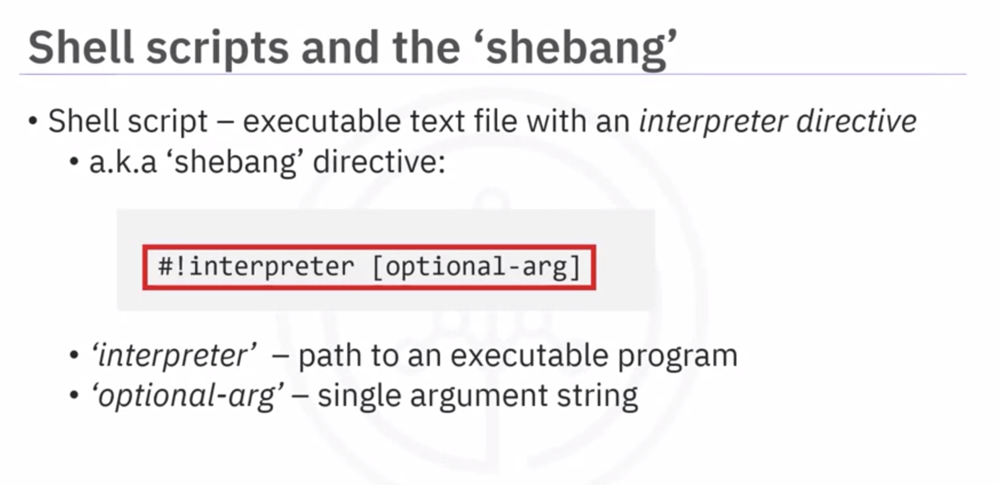 Shell scripts and the ‘shebang’
• Shell script – executable text file with an interpreter directive
• a.k.a ‘shebang’ directive:
#!interpreter [optional-arg]
• ‘interpreter’ – path to an executable program
• ‘optional-arg’ – single argument string